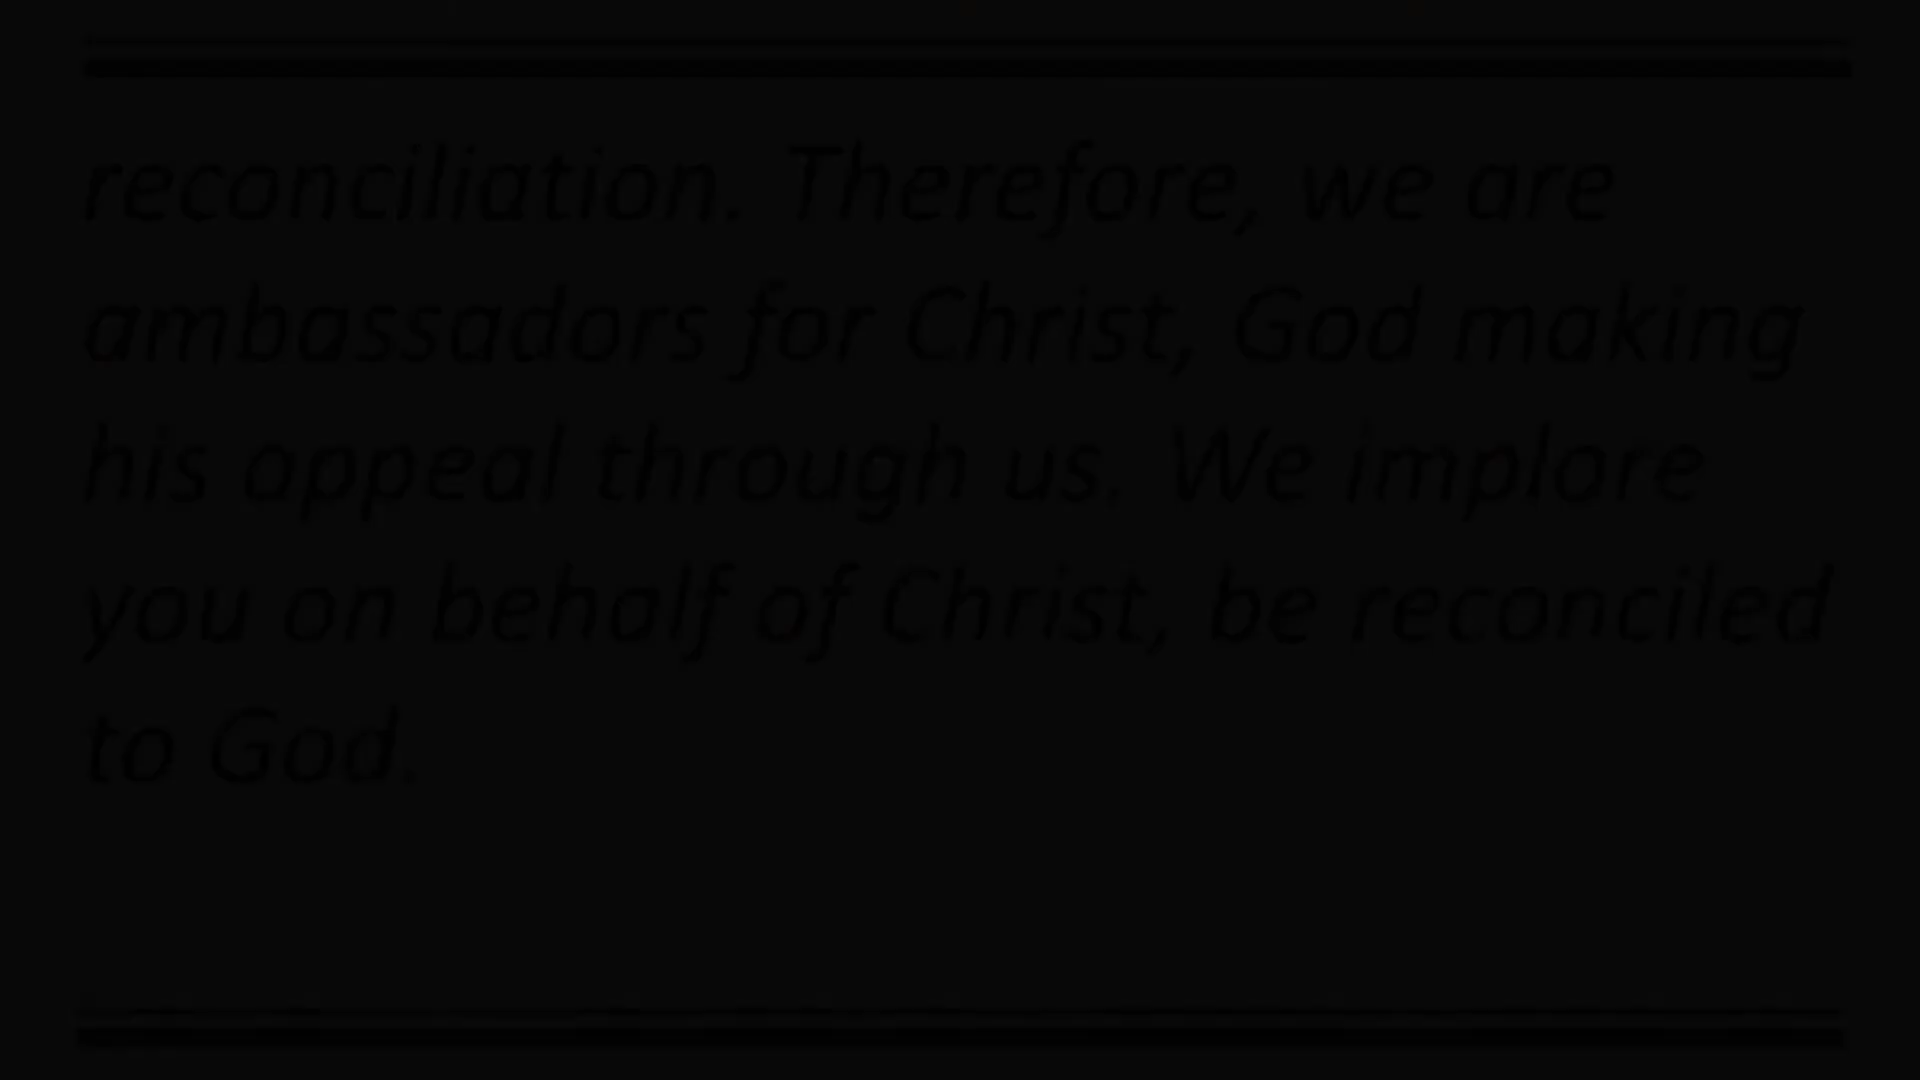 reconciliation. Therefore, we are
ambassadors for Christ, God making
his appeal through us. We implore
you on behalf of Christ, be reconciled
to God.